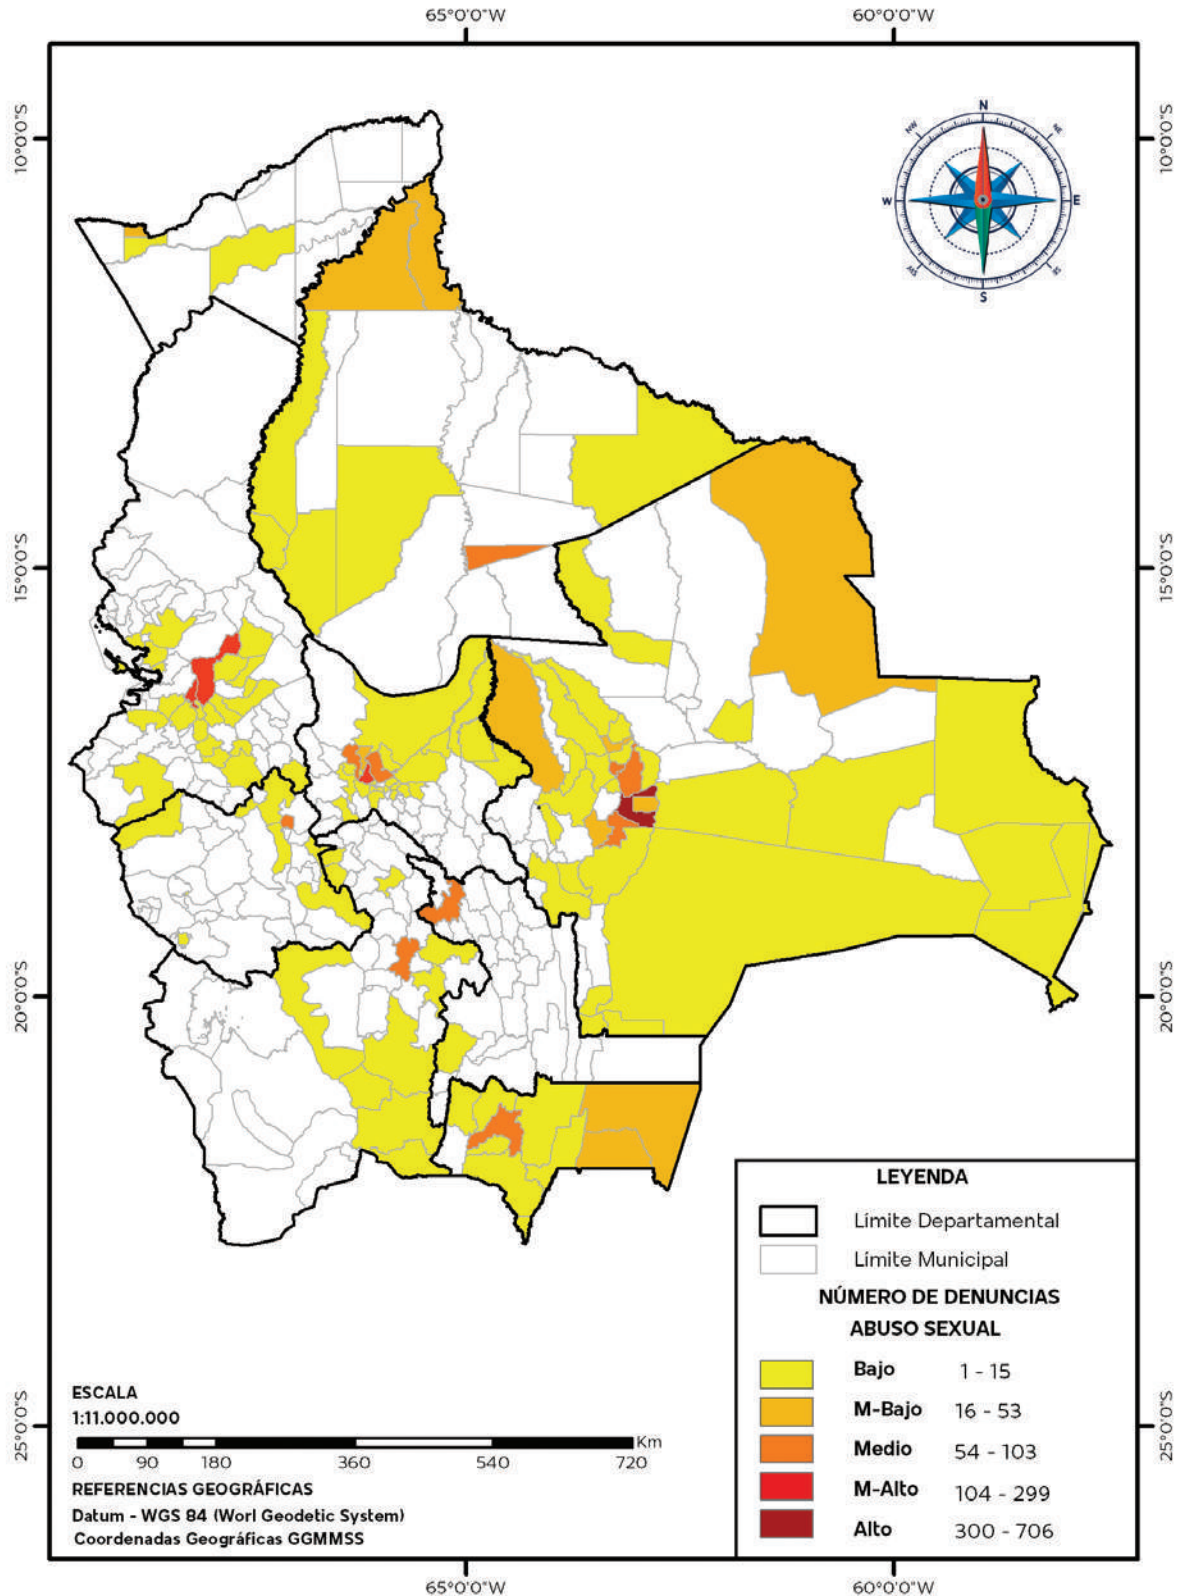 65°0'0"W
60°0'0"W
10°0'0"S
10°0'0"S
N
NW
NE
W
E
SW
SE
S
15°0'0"S
15°0'0"S
20°0'0"S
20°0'0"S
LEYENDA
Límite Departamental
Límite Municipal
NÚMERO DE DENUNCIAS
ABUSO SEXUAL
Bajo 1 - 15
M-Bajo 16 - 53
Medio 54 - 103
M-Alto 104 - 299
Alto 300 - 706
ESCALA
1:11.000.000
Km
0 90 180 360 540 720
REFERENCIAS GEOGRÁFICAS
Datum - WGS 84 (Worl Geodetic System)
Coordenadas Geográficas GGMMSS
25°0'0"S
25°0'0"S
65°0'0"W
60°0'0"W